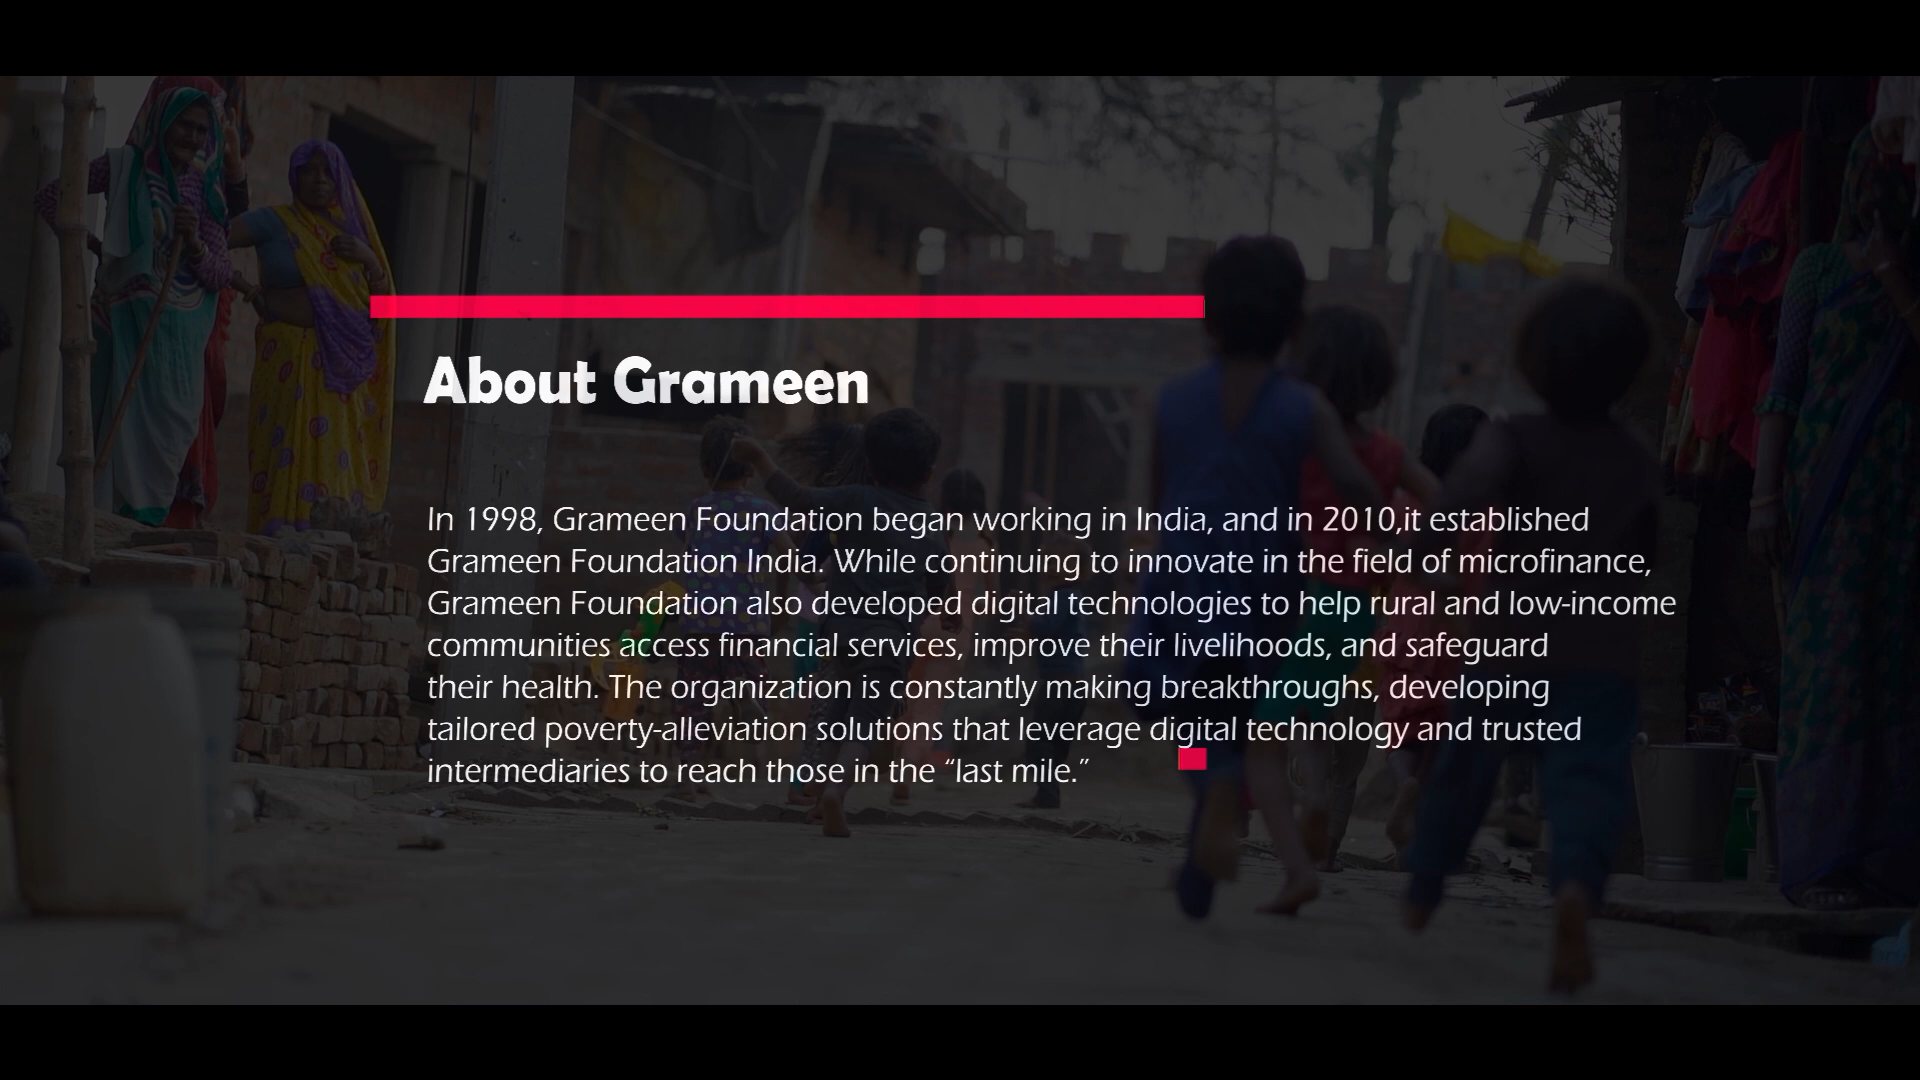 About Grameen
In 1998, Grameen Foundation began working in India, and in 2010,it established
Grameen Foundation India. While continuing to innovate in the field of microfinance,
Grameen Foundation also developed digital technologies to help rural and low-income
communities access financial services, improve their livelihoods, and safeguard
their health. The organization is constantly making breakthroughs, developing
tailored poverty-alleviation solutions that leverage digital technology and trusted
intermediaries to reach those in the “last mile.”